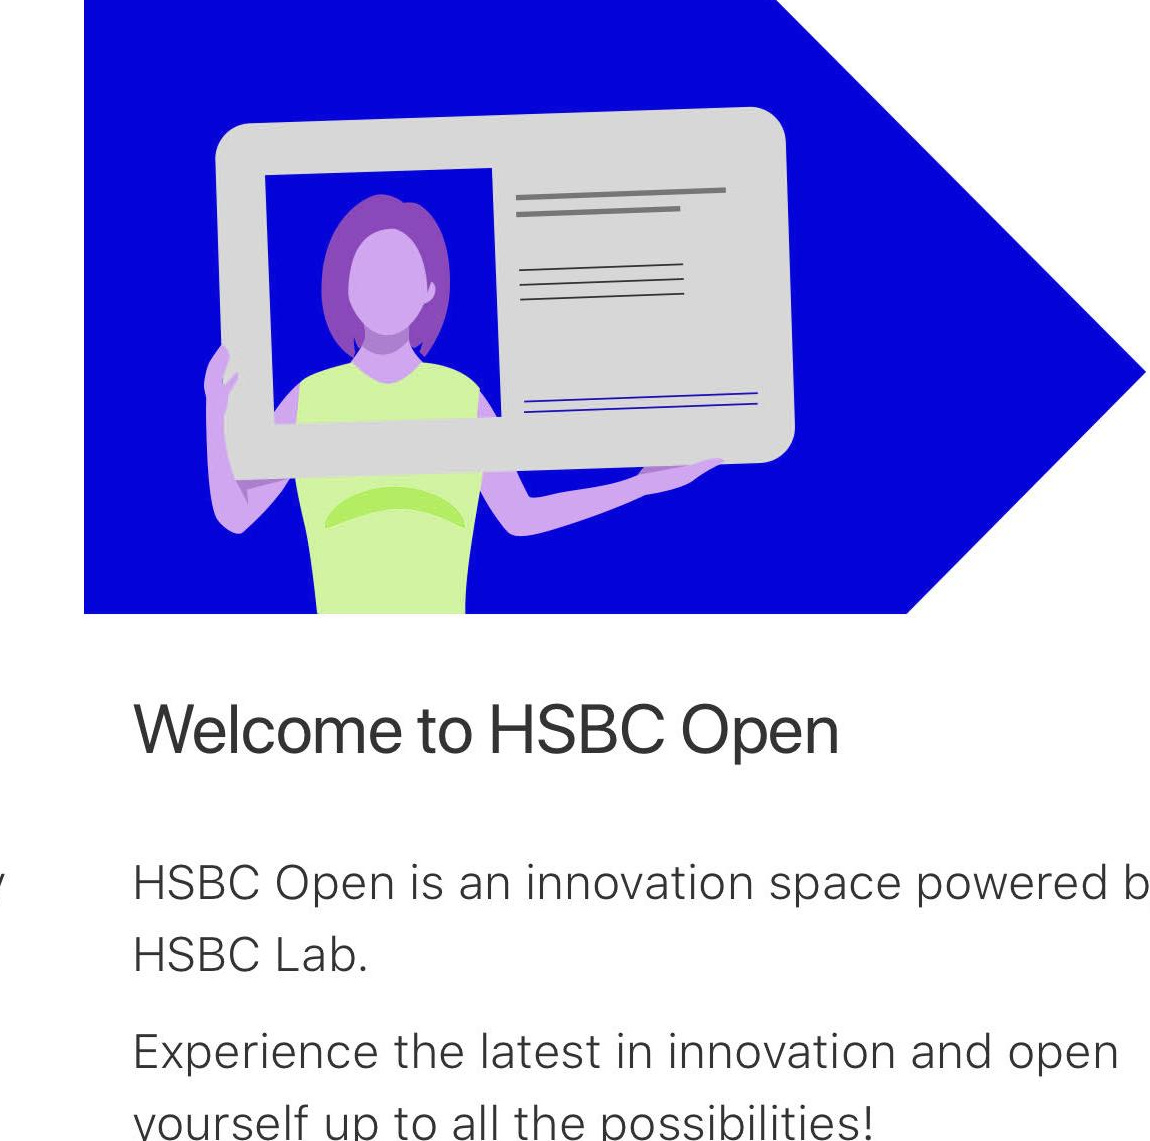 Welcome to HSBC Open
HSBC Open is an innovation space powered b
HSBC Lab.
Experience the latest in innovation and open
yourself up to all the possibilities!